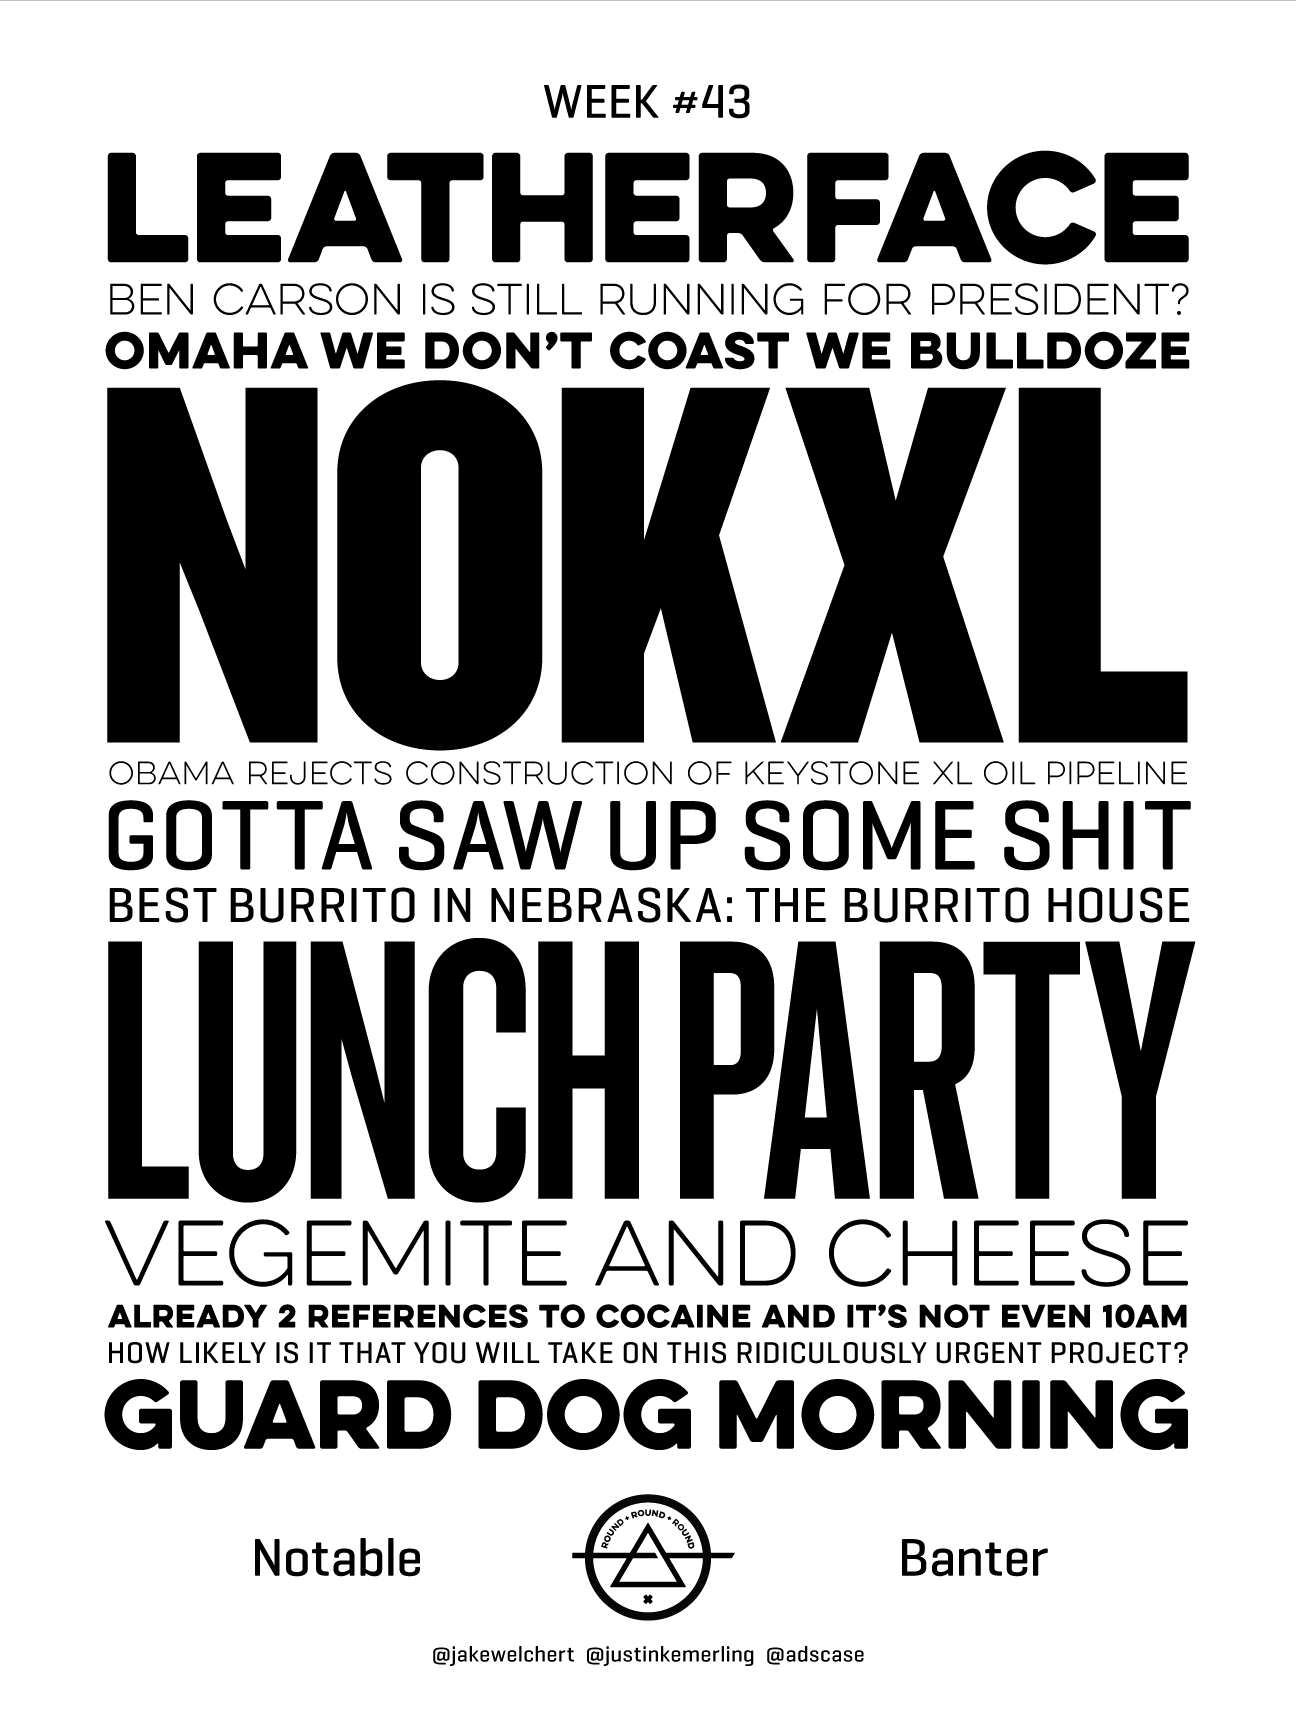 WEEK #43
LEATHERFACE
BEN CARSON IS STILL RUNNING FOR PRESIDENT?
OMAHA WE DON'T COAST WE BULLDOZE
NOKXL
OBAMA REJECTS CONSTRUCTION OF KEYSTONE XL OIL PIPELINE
GOTTA SAW UP SOME SHIT
BEST BURRITO IN NEBRASKA: THE BURRITO HOUSE
LUNCH PARTY
VEGEMITE AND CHEESE
ALREADY 2 REFERENCES TO COCAINE AND IT'S NOT EVEN 10AM
HOW LIKELY IS IT THAT YOU WILL TAKE ON THIS RIDICULOUSLY URGENT PROJECT?
GUARD DOG MORNING
ROUND + ROUND + ROUND
Notable Banter
@jakewelchert @justinkemerling @adscase